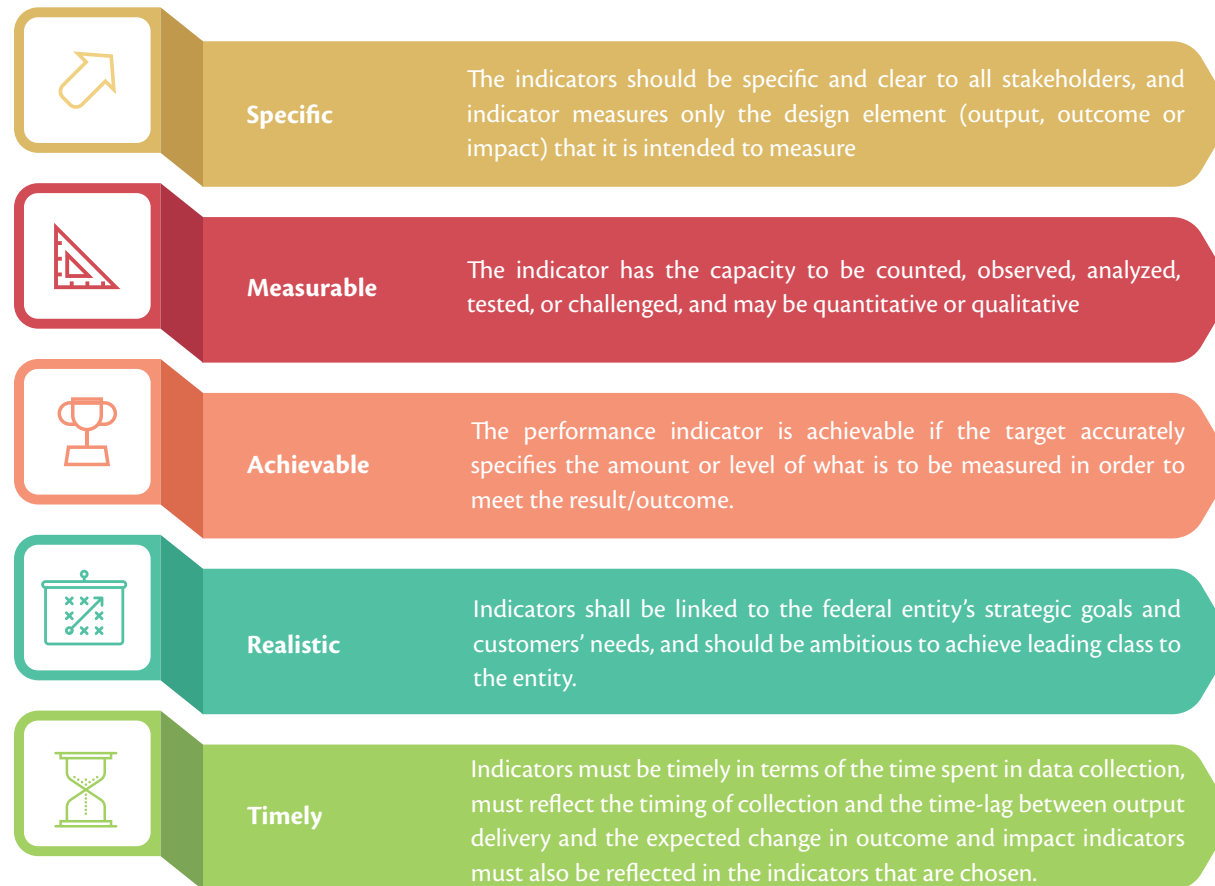 Specific
The indicators should be specific and clear to all stakeholders, and
indicator measures only the design element (output, outcome or
impact) that it is intended to measure
Measurable
The indicator has the capacity to be counted, observed, analyzed,
tested, or challenged, and may be quantitative or qualitative
Achievable
The performance indicator is achievable if the target accurately
specifies the amount or level of what is to be measured in order to
meet the result/outcome.
Realistic
Indicators shall be linked to the federal entity’s strategic goals and
customers’ needs, and should be ambitious to achieve leading class to
the entity.
Timely
Indicators must be timely in terms of the time spent in data collection,
must reflect the timing of collection and the time-lag between output
delivery and the expected change in outcome and impact indicators
must also be reflected in the indicators that are chosen.